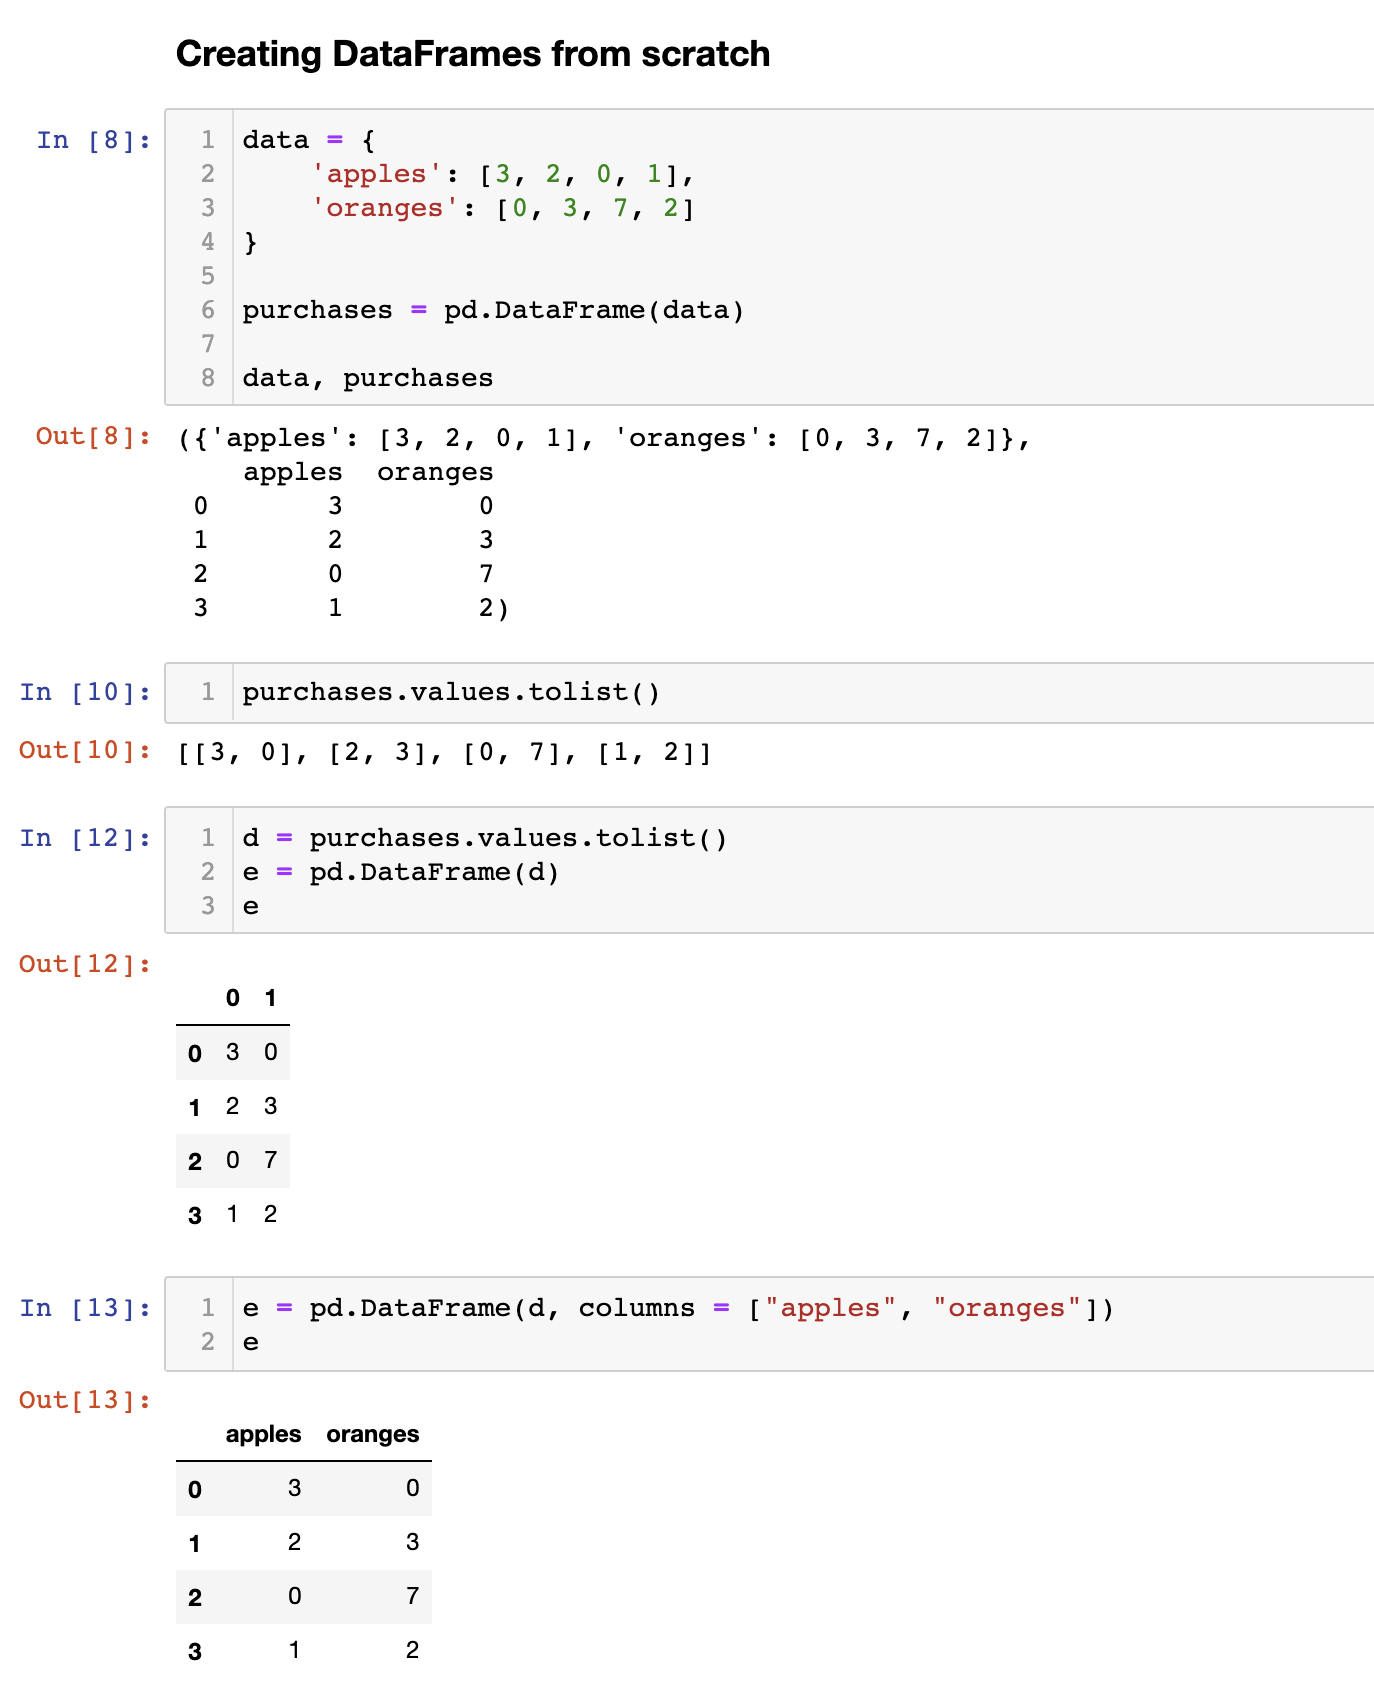 Creating DataFrames from scratch
In [8]:
1 data = {
2     'apples': [3, 2, 0, 1],
3     'oranges': [0, 3, 7, 2]
4 }
5
6 purchases = pd.DataFrame(data)
7
8 data, purchases
Out[8]: ({'apples': [3, 2, 0, 1], 'oranges': [0, 3, 7, 2]},
    apples  oranges
 0       3        0
 1       2        3
 2       0        7
 3       1        2)
In [10]:
1 purchases.values.tolist()
Out[10]: [[3, 0], [2, 3], [0, 7], [1, 2]]
In [12]:
1 d = purchases.values.tolist()
2 e = pd.DataFrame(d)
3 e
Out[12]:
0 1
0 3 0
1 2 3
2 0 7
3 1 2
In [13]:
1 e = pd.DataFrame(d, columns = ["apples", "oranges"])
2 e
Out[13]:
apples oranges
0 3 0
1 2 3
2 0 7
3 1 2